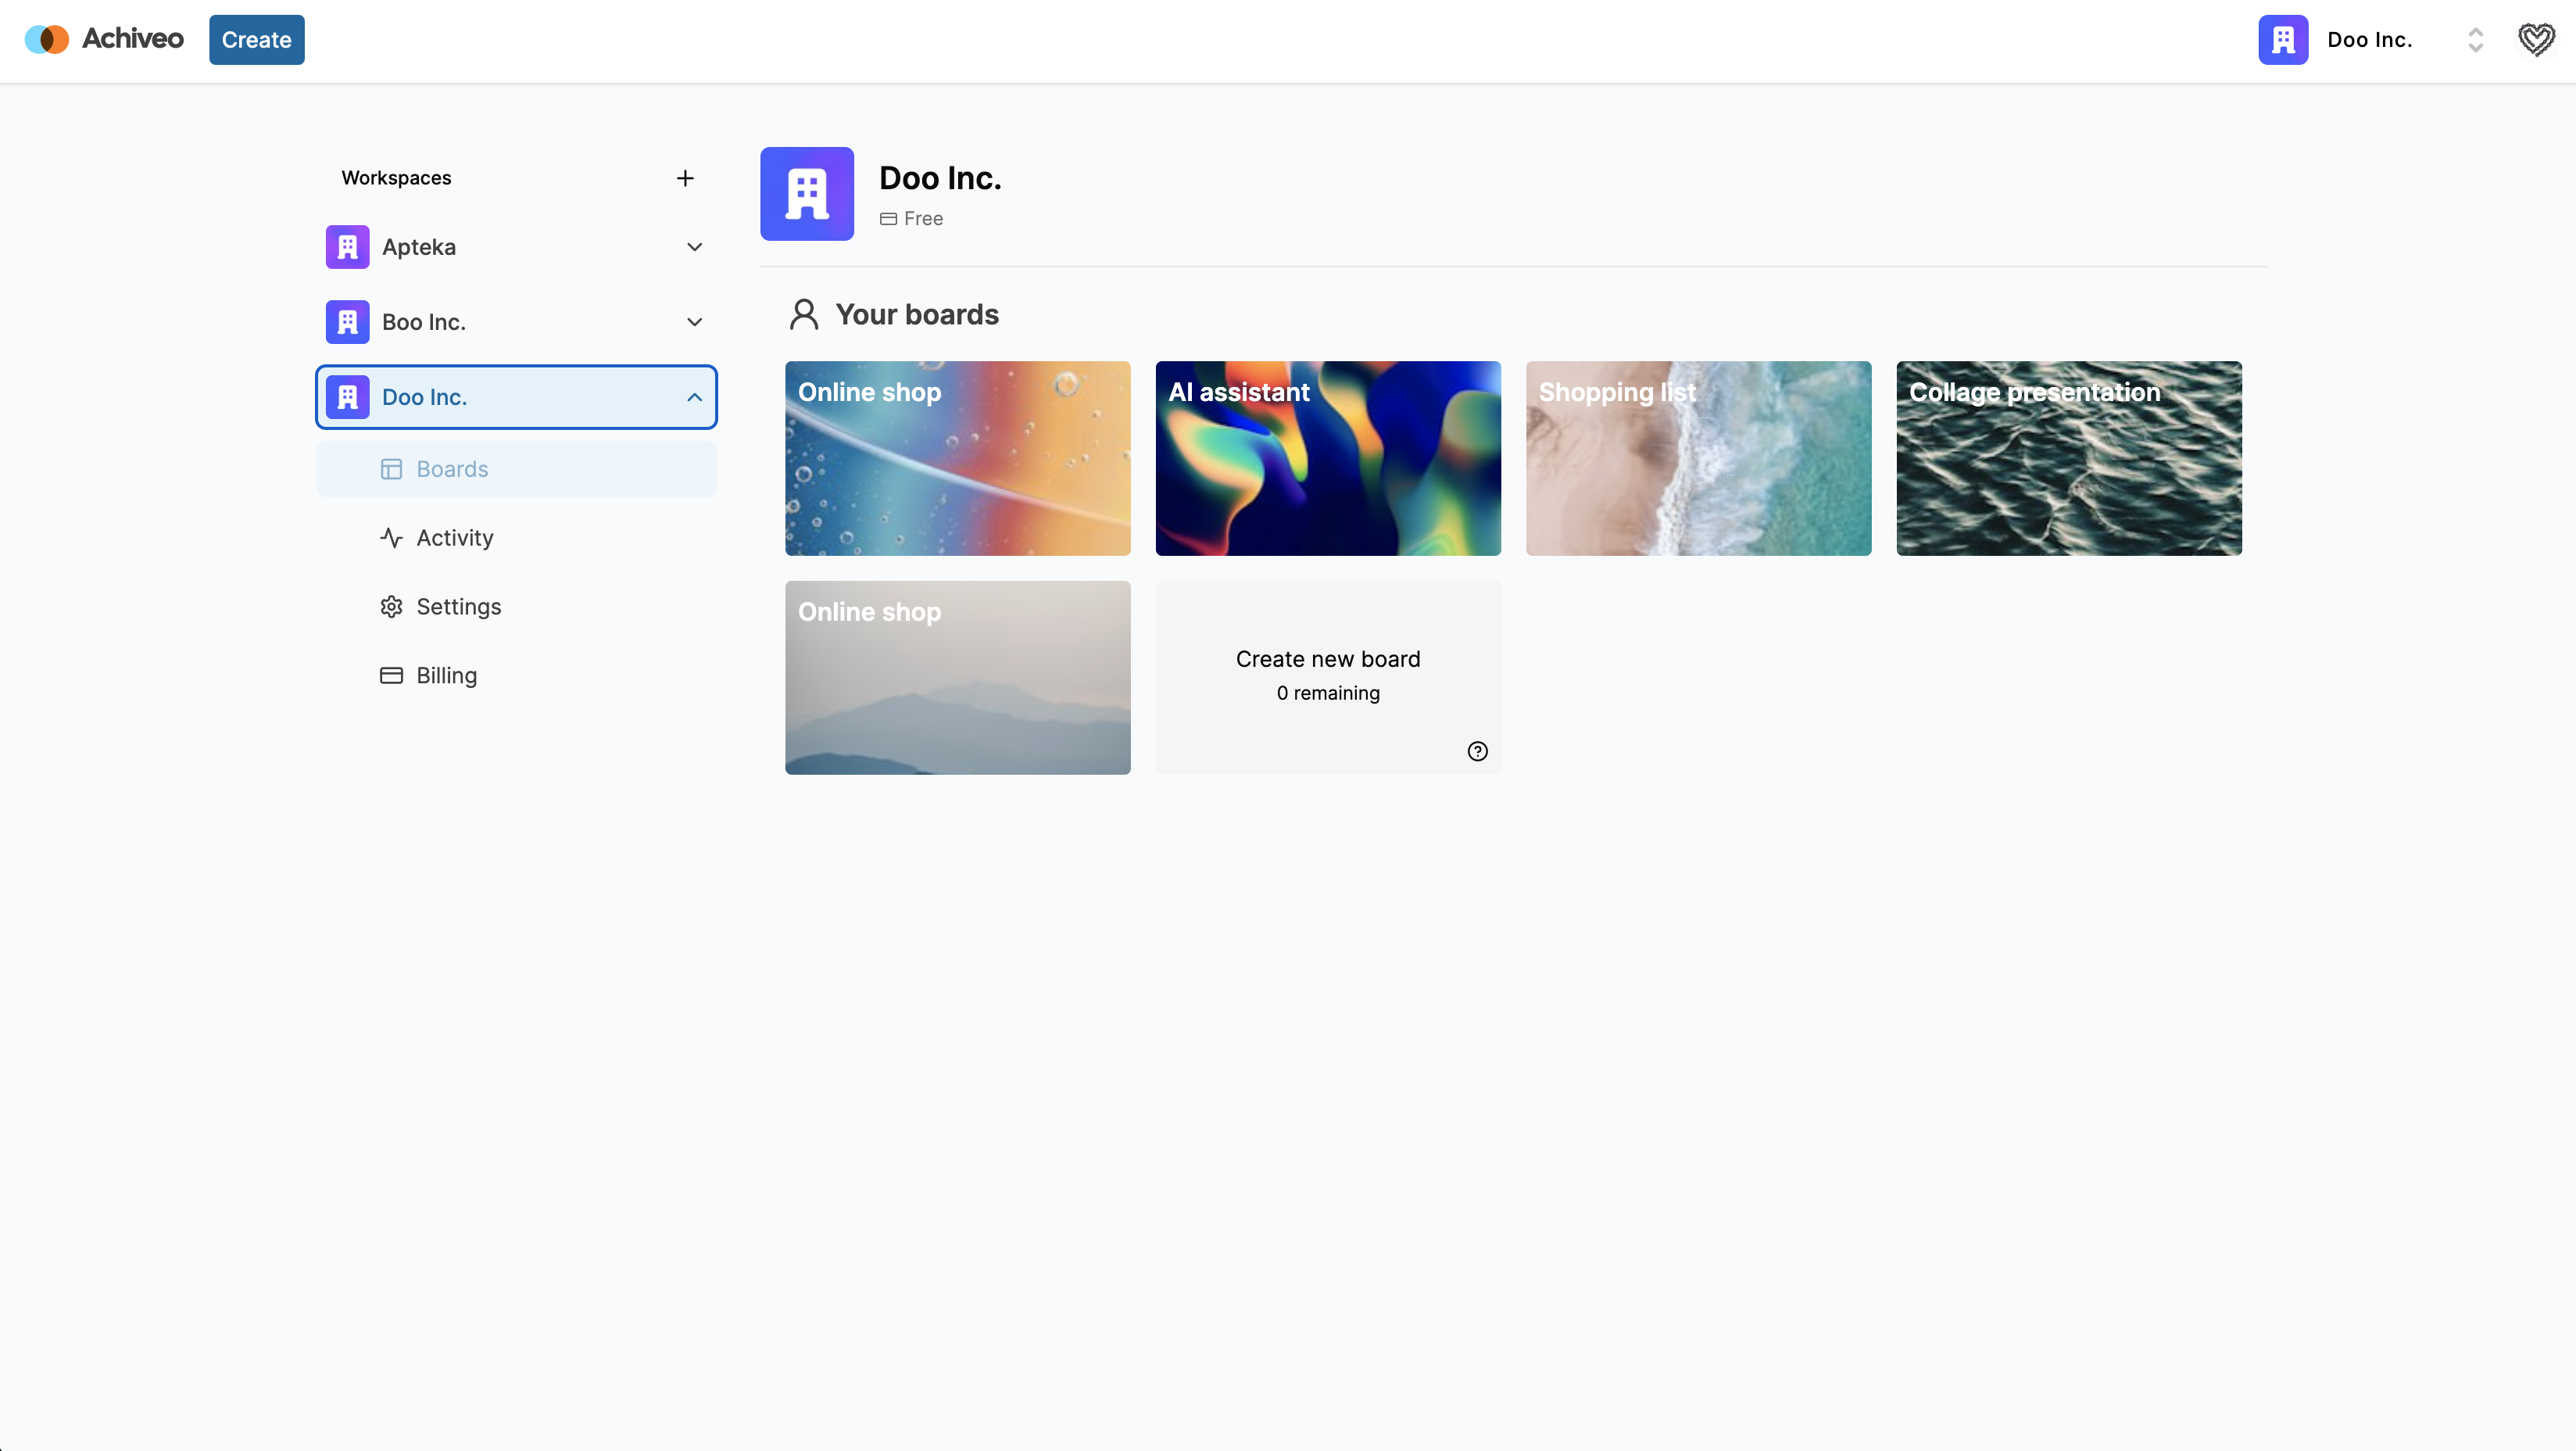 Achiveo
Create
Doo Inc.
Workspaces
Apteka
Boo Inc.
Doo Inc.
Boards
Activity
Settings
Billing
Doo Inc.
Free
Your boards
Online shop
AI assistant
Shopping list
Collage presentation
Online shop
Create new board
0 remaining